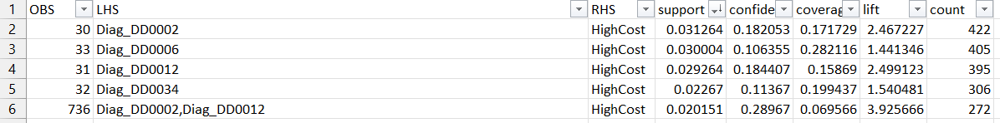 1 OBS LHS RHS support confide coverag lift count
2 30 Diag_DD0002 HighCost 0.031264 0.182053 0.171729 2.467227 422
3 33 Diag_DD0006 HighCost 0.030004 0.106355 0.282116 1.441346 405
4 31 Diag_DD0012 HighCost 0.029264 0.184407 0.15869 2.499123 395
5 32 Diag_DD0034 HighCost 0.02267 0.11367 0.199437 1.540481 306
6 736 Diag_DD0002,Diag_DD0012 HighCost 0.020151 0.28967 0.069566 3.925666 272